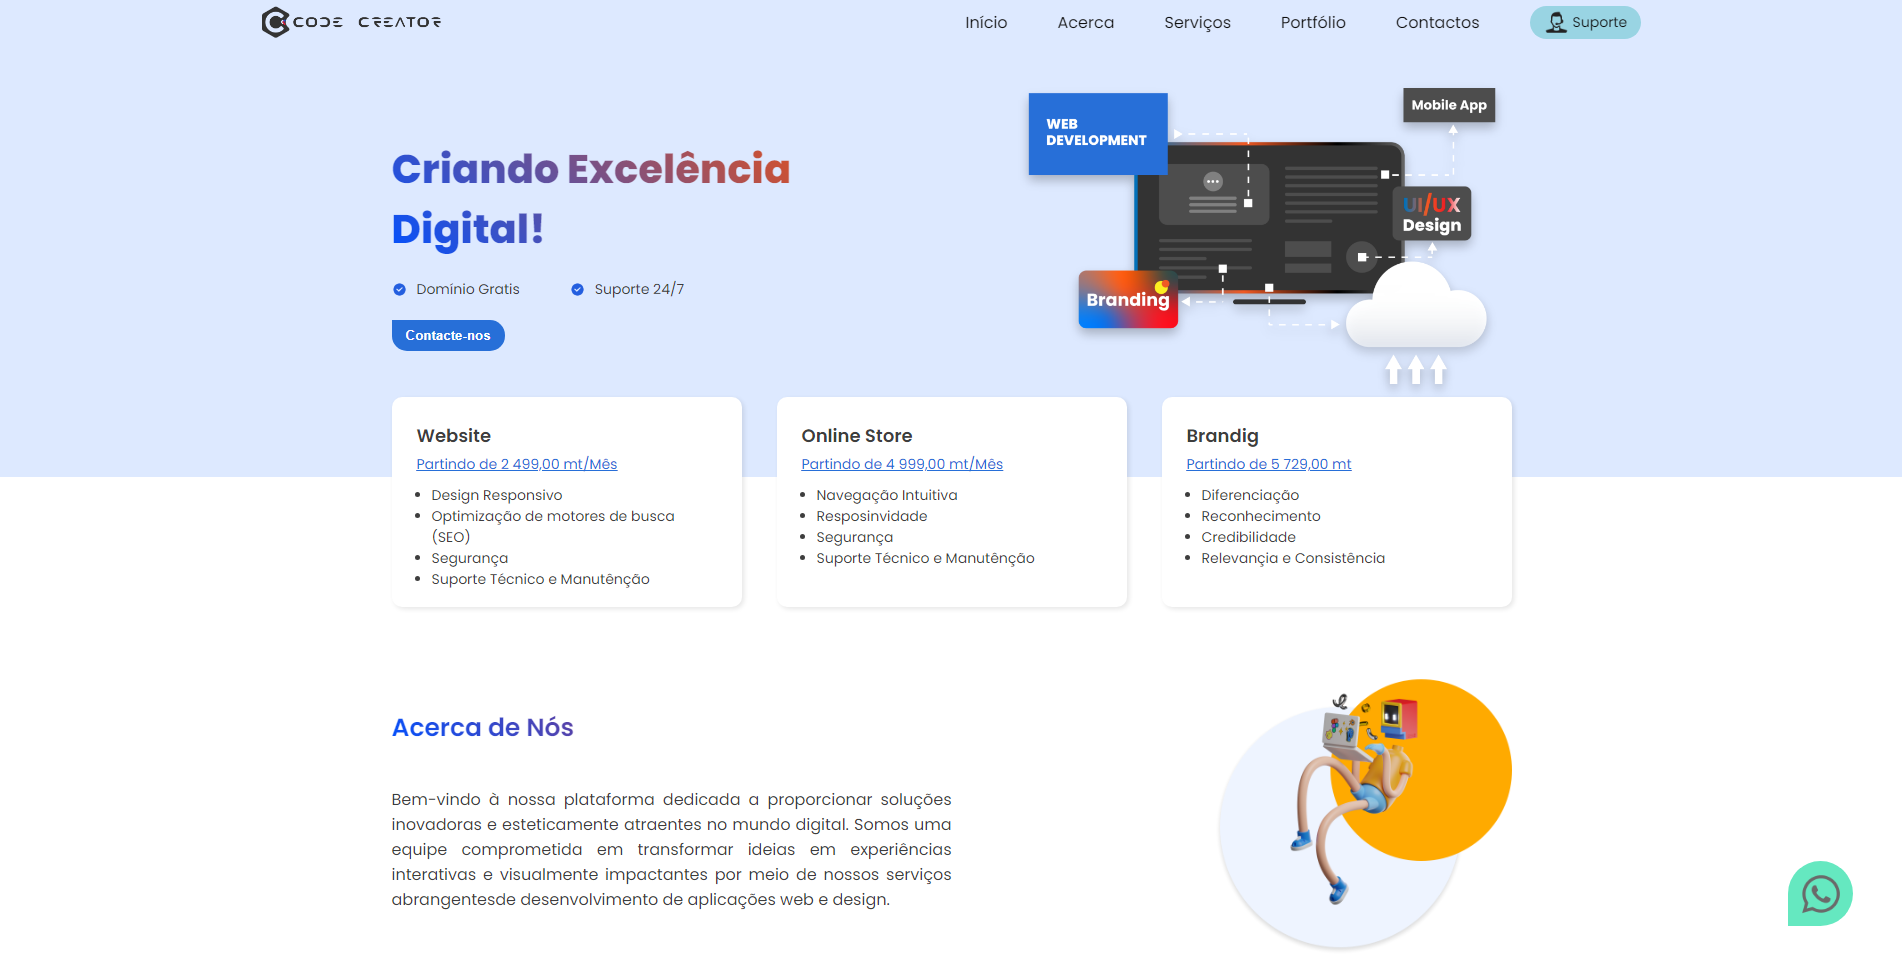 CODE CREATOR
Início
Acerca
Serviços
Portfólio
Contactos
Suporte
Criando Excelência
Digital!
Domínio Gratis
Suporte 24/7
Contacte-nos
WEB
DEVELOPMENT
Mobile App
UI/UX
Design
Branding
Website
Partindo de 2 499,00 mt/Mês
Design Responsivo
Optimização de motores de busca
(SEO)
Segurança
Suporte Técnico e Manutênção
Online Store
Partindo de 4 999,00 mt/Mês
Navegação Intuitiva
Resposinvidade
Segurança
Suporte Técnico e Manutênção
Brandig
Partindo de 5 729,00 mt
Diferenciação
Reconhecimento
Credibilidade
Relevançia e Consistência
Acerca de Nós
Bem-vindo à nossa plataforma dedicada a proporcionar soluções
inovadoras e esteticamente atraentes no mundo digital. Somos uma
equipe comprometida em transformar ideias em experiências
interativas e visualmente impactantes por meio de nossos serviços
abrangentesde desenvolvimento de aplicações web e design.